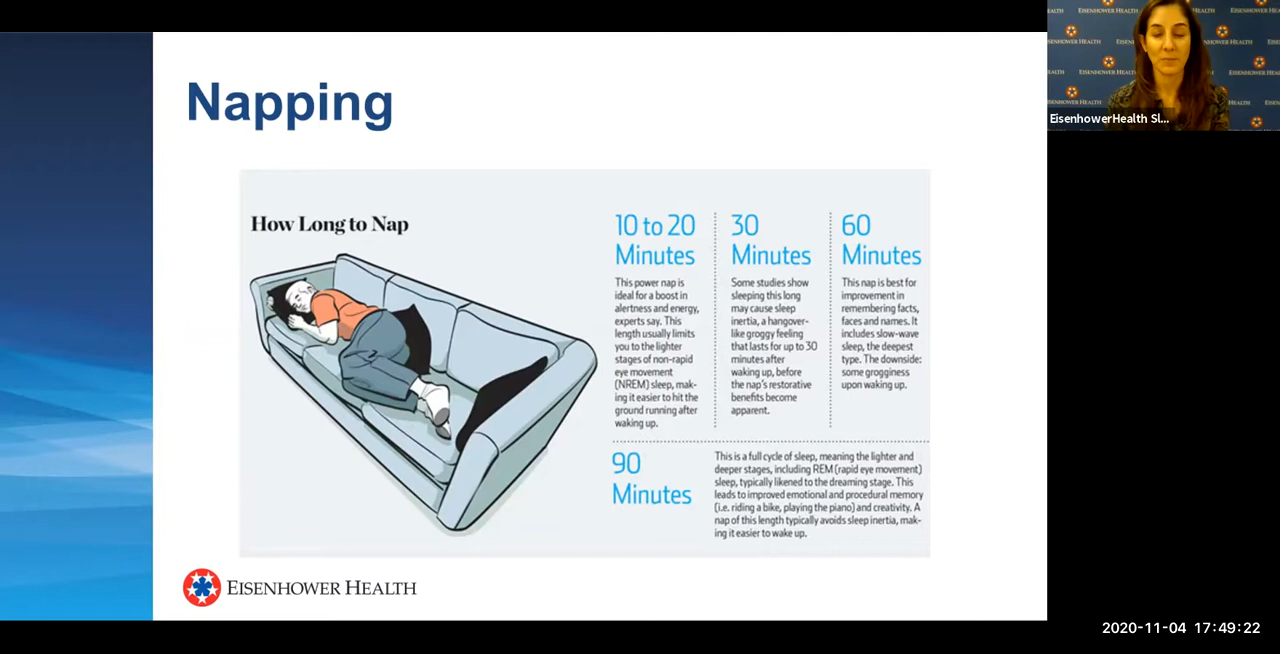 Napping
How Long to Nap
10 to 20
Minutes
This power nap is
ideal for a boost in
alertness and energy,
experts say. This
length usually limits
you to the lighter
stages of non-rapid
eye movement
(NREM) sleep, mak-
ing it easier to hit the
ground running after
waking up.
30
Minutes
Some studies show
sleeping this long
may cause sleep
inertia, a hangover-
like groggy feeling
that lasts for up to 30
minutes after
waking up, before
the nap's restorative
benefits become
apparent.
60
Minutes
This nap is best for
improvement in
remembering facts,
faces and names. It
includes slow-wave
sleep, the deepest
type. The downside:
some grogginess
upon waking up.
90
Minutes
This is a full cycle of sleep, meaning the lighter and
deeper stages, including REM (rapid eye movement)
sleep, typically likened to the dreaming stage. This
leads to improved emotional and procedural memory
(i.e. riding a bike, playing the piano) and creativity. A
nap of this length typically avoids sleep inertia, mak-
ing it easier to wake up.
EISENHOWER HEALTH
EISENHOWER HEALTH
EISENHOWER HEALTH
EISENHOWER HEALTH
EisenhowerHealth Sl...
2020-11-04 17:49:22